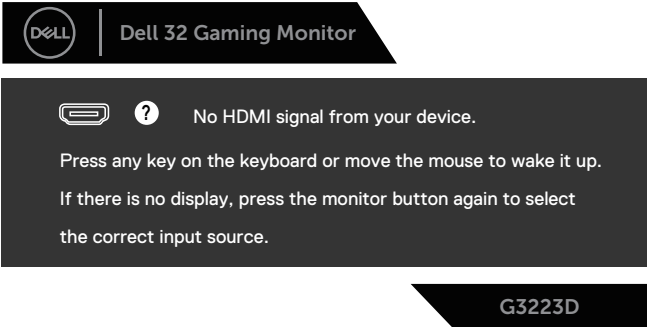 DELL
Dell 32 Gaming Monitor
? No HDMI signal from your device.
Press any key on the keyboard or move the mouse to wake it up.
If there is no display, press the monitor button again to select
the correct input source.
G3223D